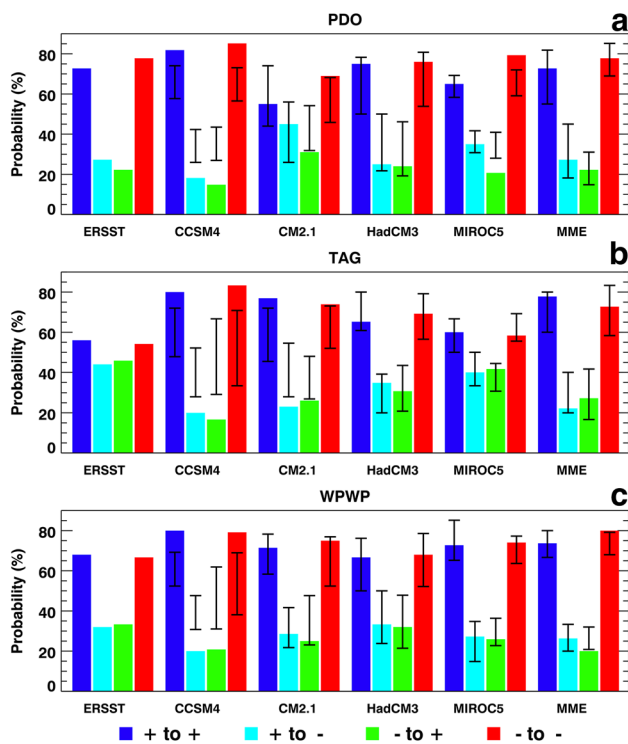 PDO
a
Probability (%)
80
60
40
20
0
ERSST CCSM4 CM2.1 HadCM3 MIROC5 MME
TAG
b
Probability (%)
80
60
40
20
0
ERSST CCSM4 CM2.1 HadCM3 MIROC5 MME
WPWP
c
Probability (%)
80
60
40
20
0
ERSST CCSM4 CM2.1 HadCM3 MIROC5 MME
+ to + + to - - to + - to -